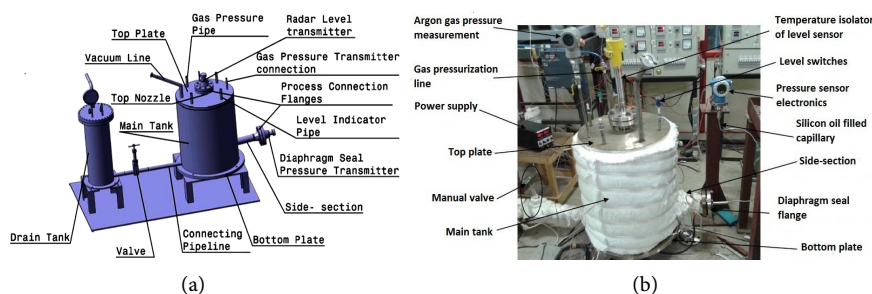 Gas Pressure
Pipe
Radar Level
transmitter
Top Plate
Vacuum Line
Gas Pressure Transmitter
connection
Top Nozzle
Process Connection
Flanges
Main Tank
Level Indicator
Pipe
Diaphragm Seal
Pressure Transmitter
Side- section
Drain Tank
Valve
Connecting
Pipeline
Bottom Plate
(a)
Argon gas pressure
measurement
Gas pressurization
line
Power supply
Top plate
Manual valve
Main tank
Temperature isolator
of level sensor
Level switches
Pressure sensor
electronics
Silicon oil filled
capillary
Side-section
Diaphragm seal
flange
Bottom plate
(b)